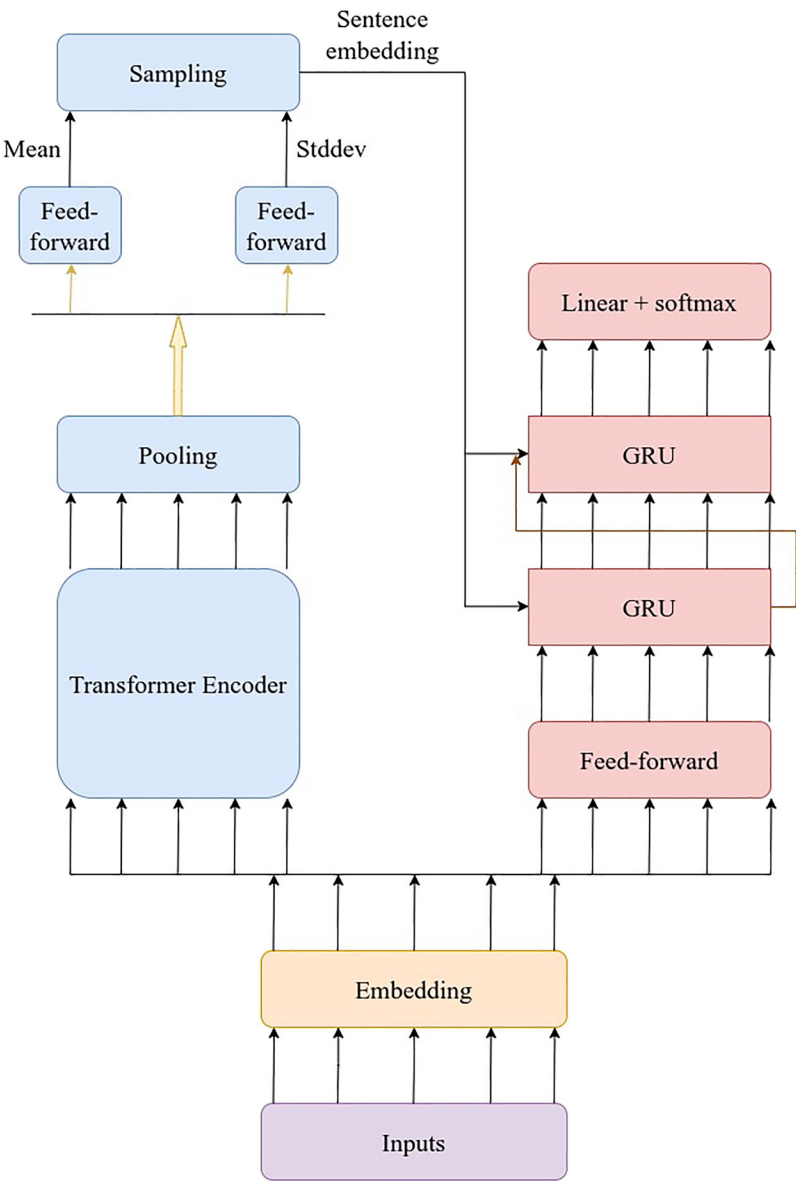 Sentence
embedding
Sampling
Mean
Stddev
Feed-
forward
Feed-
forward
Linear + softmax
Pooling
GRU
GRU
Transformer Encoder
Feed-forward
Embedding
Inputs